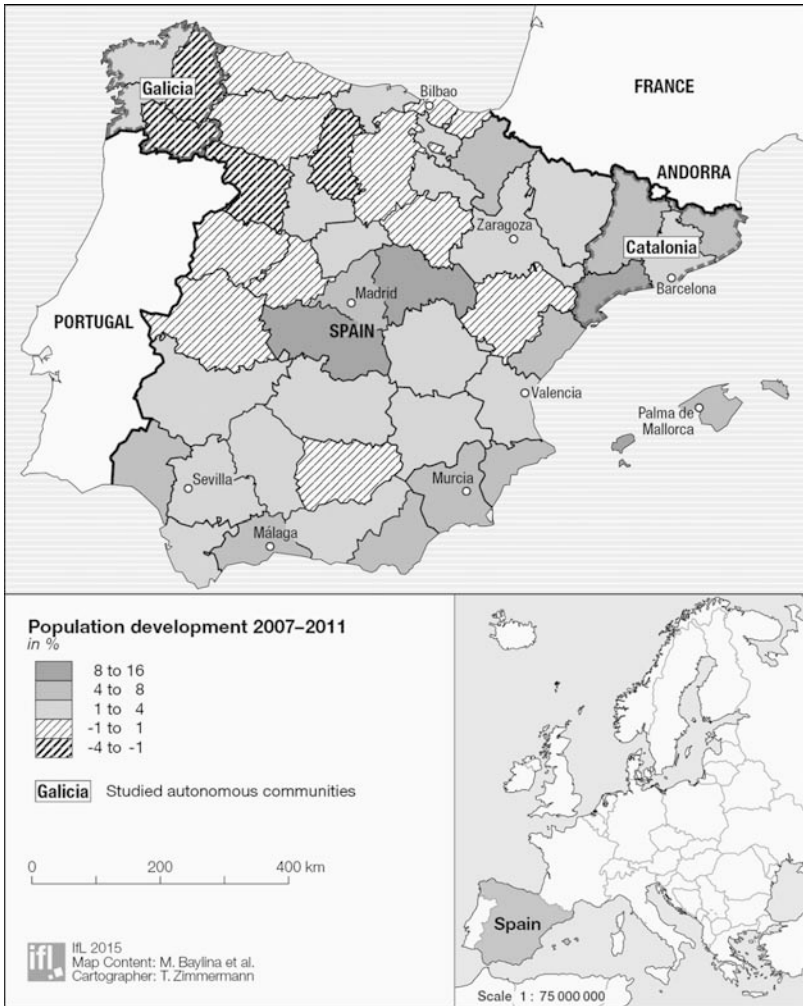 Galicia
Bilbao
FRANCE
ANDORRA
Zaragoza
Catalonia
Barcelona
Madrid
PORTUGAL
SPAIN
Valencia
Palma de
Mallorca
Sevilla
Murcia
Málaga
Population development 2007–2011
in %
8 to 16
4 to 8
1 to 4
-1 to 1
-4 to -1
Galicia Studied autonomous communities
0 200 400 km
ifl
IfL 2015
Map Content: M. Baylina et al.
Cartographer: T. Zimmermann
Spain
Scale 1 : 75 000 000